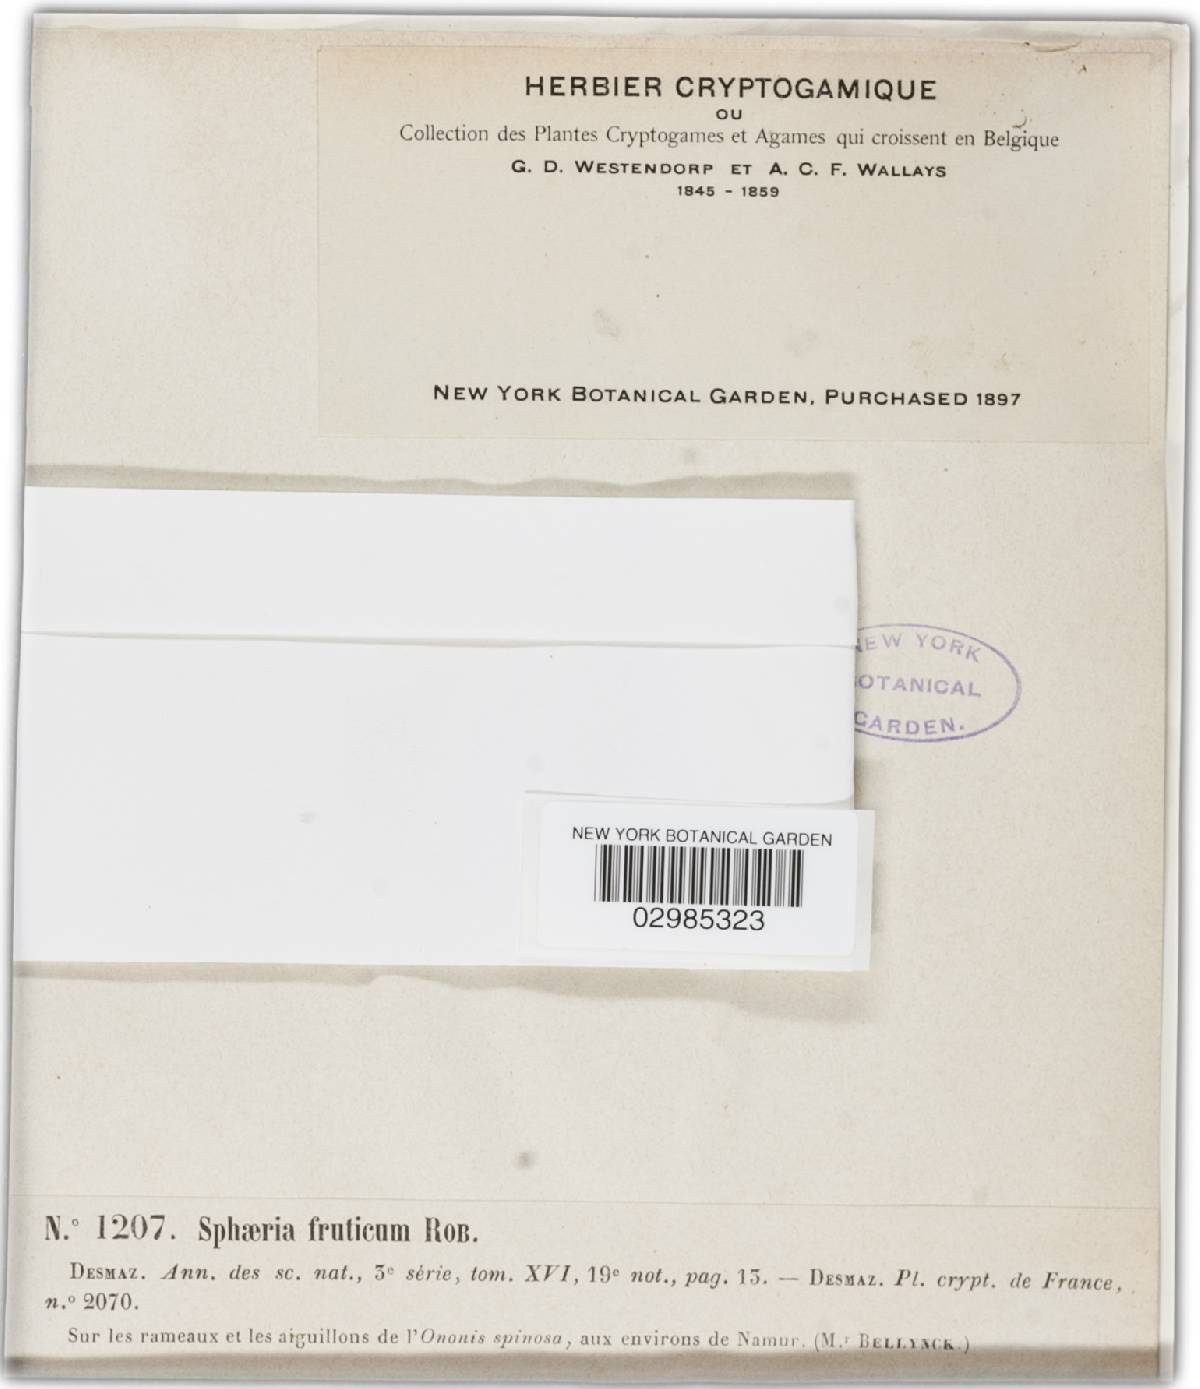 HERBIER CRYPTOGAMIQUE
OU
Collection des Plantes Cryptogames et Agames qui croissent en Belgique
G. D. WESTENDORP ET A. C. F. WALLAYS
1845 - 1859
NEW YORK BOTANICAL GARDEN, PURCHASED 1897
EW YORK
OTANICAL
GARDEN.
NEW YORK BOTANICAL GARDEN
02985323
N.° 1207. Sphæria fruticum ROB.
DESMAZ. Ann. des sc. nat., 3e série, tom. XVI, 19e not., pag. 13. — DESMAZ. Pl. crypt. de France,
n.° 2070.
Sur les rameaux et les aiguillons de l'Ononis spinosa, aux environs de Namur. (M.r BELLYNCK.)